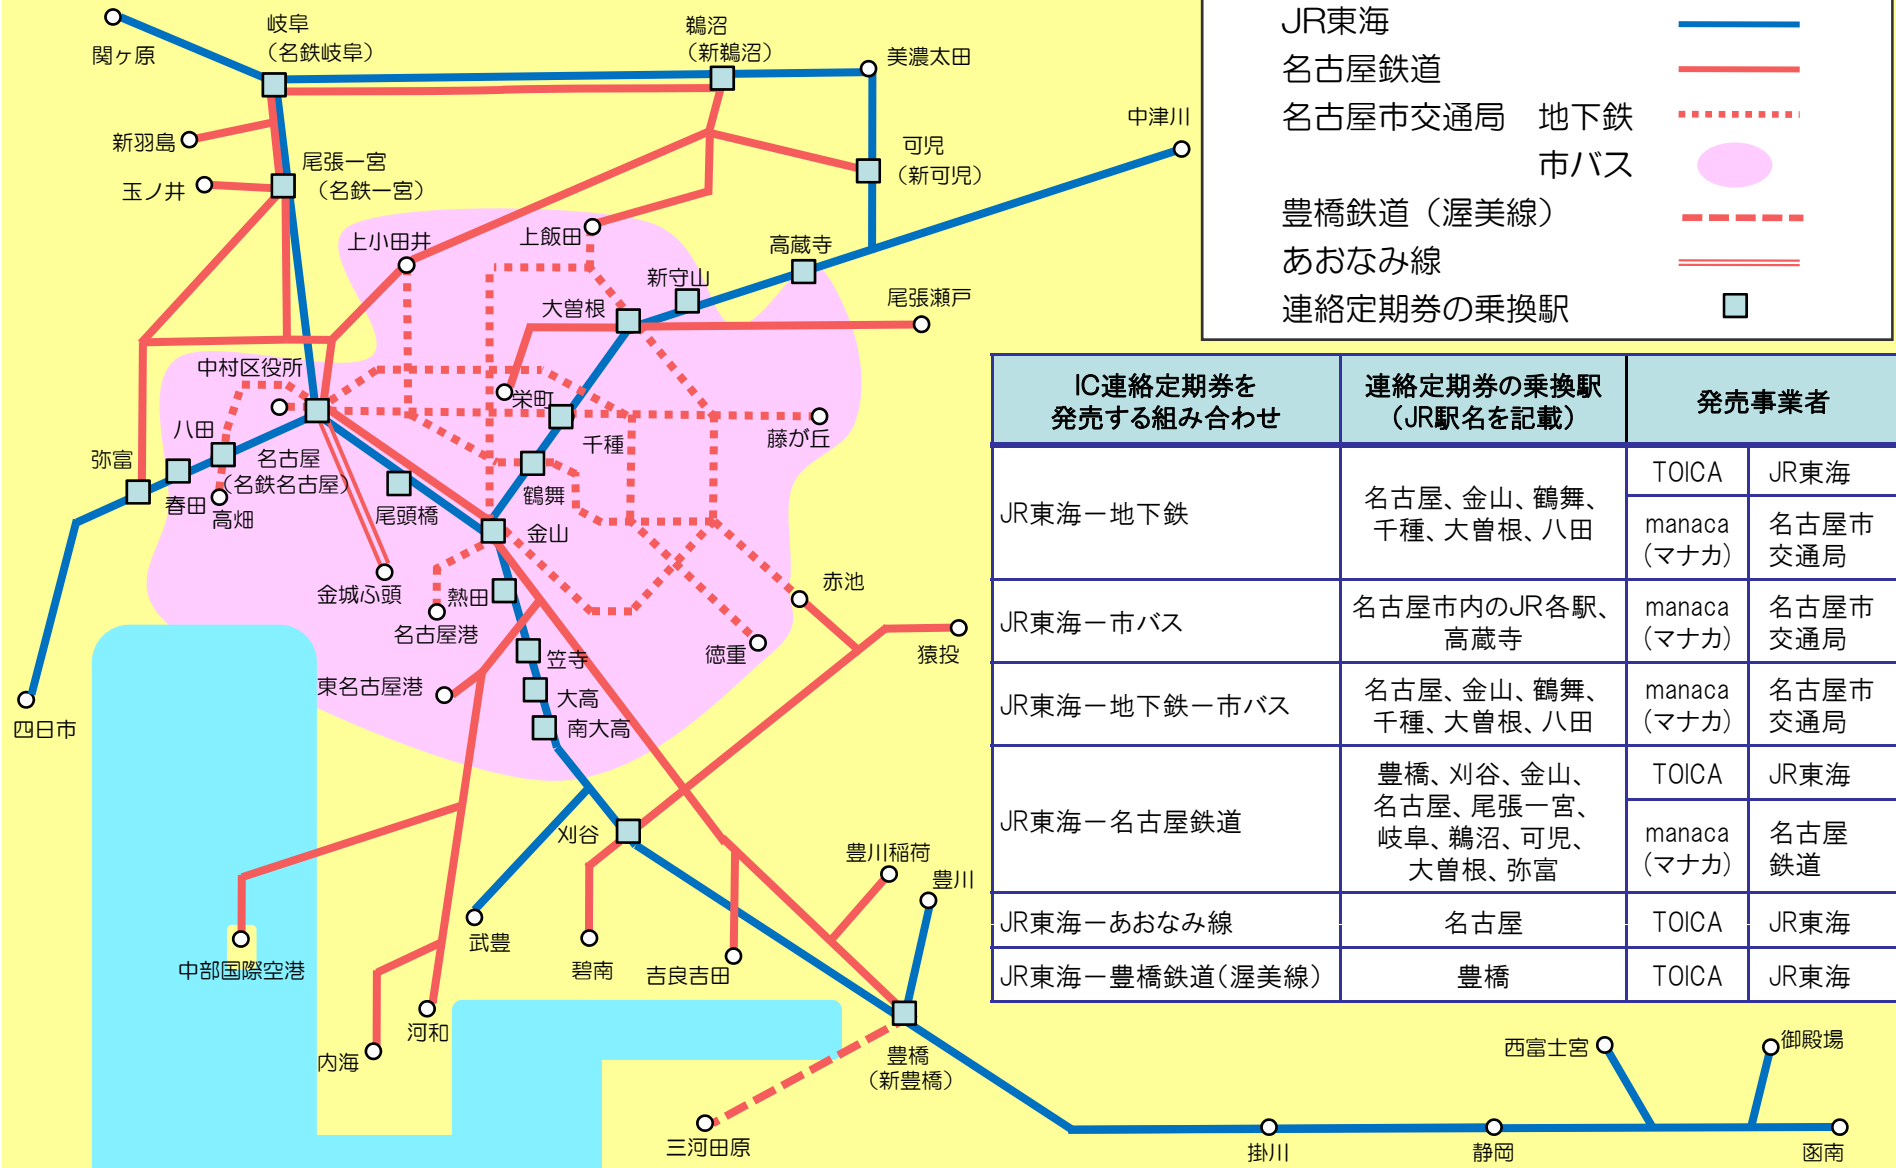 関ヶ原
岐阜
（名鉄岐阜）
鵜沼
（新鵜沼）
美濃太田
新羽島
尾張一宮
（名鉄一宮）
玉ノ井
可児
（新可児）
中津川
上小田井
上飯田
新守山
高蔵寺
大曽根
尾張瀬戸
中村区役所
栄町
千種
藤が丘
八田
弥富
春田
高畑
名古屋
（名鉄名古屋）
尾頭橋
鶴舞
金山
金城ふ頭
熱田
名古屋港
赤池
徳重
猿投
笠寺
東名古屋港
大高
南大高
四日市
刈谷
豊川稲荷
豊川
武豊
碧南
吉良吉田
中部国際空港
河和
内海
豊橋
（新豊橋）
三河田原
西富士宮
御殿場
掛川
静岡
函南
JR東海
名古屋鉄道
名古屋市交通局　地下鉄
市バス
豊橋鉄道（渥美線）
あおなみ線
連絡定期券の乗換駅
IC連絡定期券を
発売する組み合わせ
連絡定期券の乗換駅
（JR駅名を記載）
発売事業者
JR東海－地下鉄
名古屋、金山、鶴舞、
千種、大曽根、八田
TOICA
JR東海
manaca
（マナカ）
名古屋市
交通局
JR東海－市バス
名古屋市内のJR各駅、
高蔵寺
manaca
（マナカ）
名古屋市
交通局
JR東海－地下鉄－市バス
名古屋、金山、鶴舞、
千種、大曽根、八田
manaca
（マナカ）
名古屋市
交通局
JR東海－名古屋鉄道
豊橋、刈谷、金山、
名古屋、尾張一宮、
岐阜、鵜沼、可児、
大曽根、弥富
TOICA
JR東海
manaca
（マナカ）
名古屋
鉄道
JR東海－あおなみ線
名古屋
TOICA
JR東海
JR東海－豊橋鉄道（渥美線）
豊橋
TOICA
JR東海